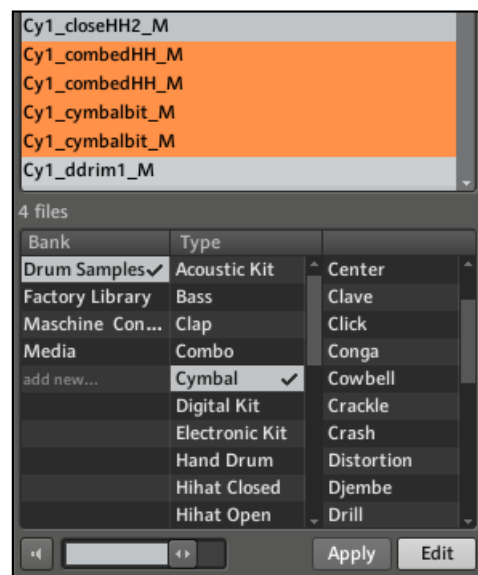 Cy1_closeHH2_M
Cy1_combedHH_M
Cy1_combedHH_M
Cy1_cymbalbit_M
Cy1_cymbalbit_M
Cy1_ddrim1_M
4 files
Bank Type
Drum Samples Acoustic Kit Center
Factory Library Bass Clave
Maschine Con... Clap Click
Media Combo Conga
add new... Cymbal Cowbell
Digital Kit Crackle
Electronic Kit Crash
Hand Drum Distortion
Hihat Closed Djembe
Hihat Open Drill
Apply Edit